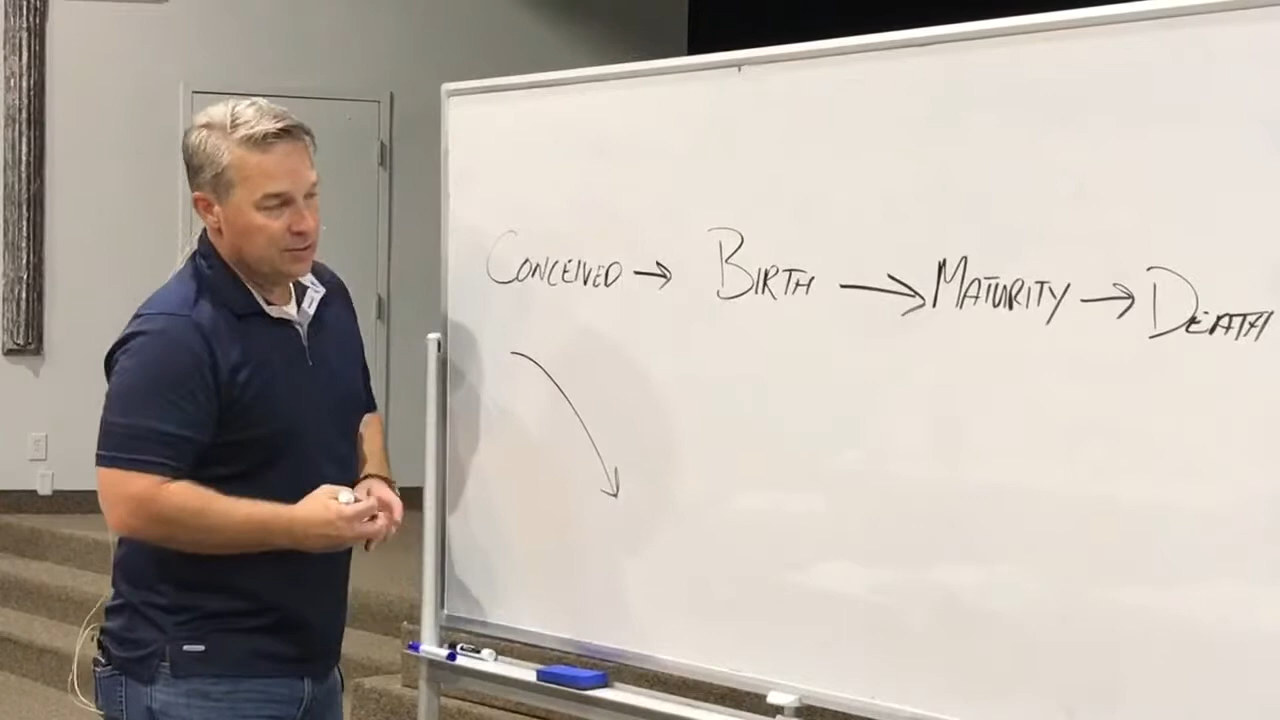 CONCEIVED → BIRTH → MATURITY → DEATH